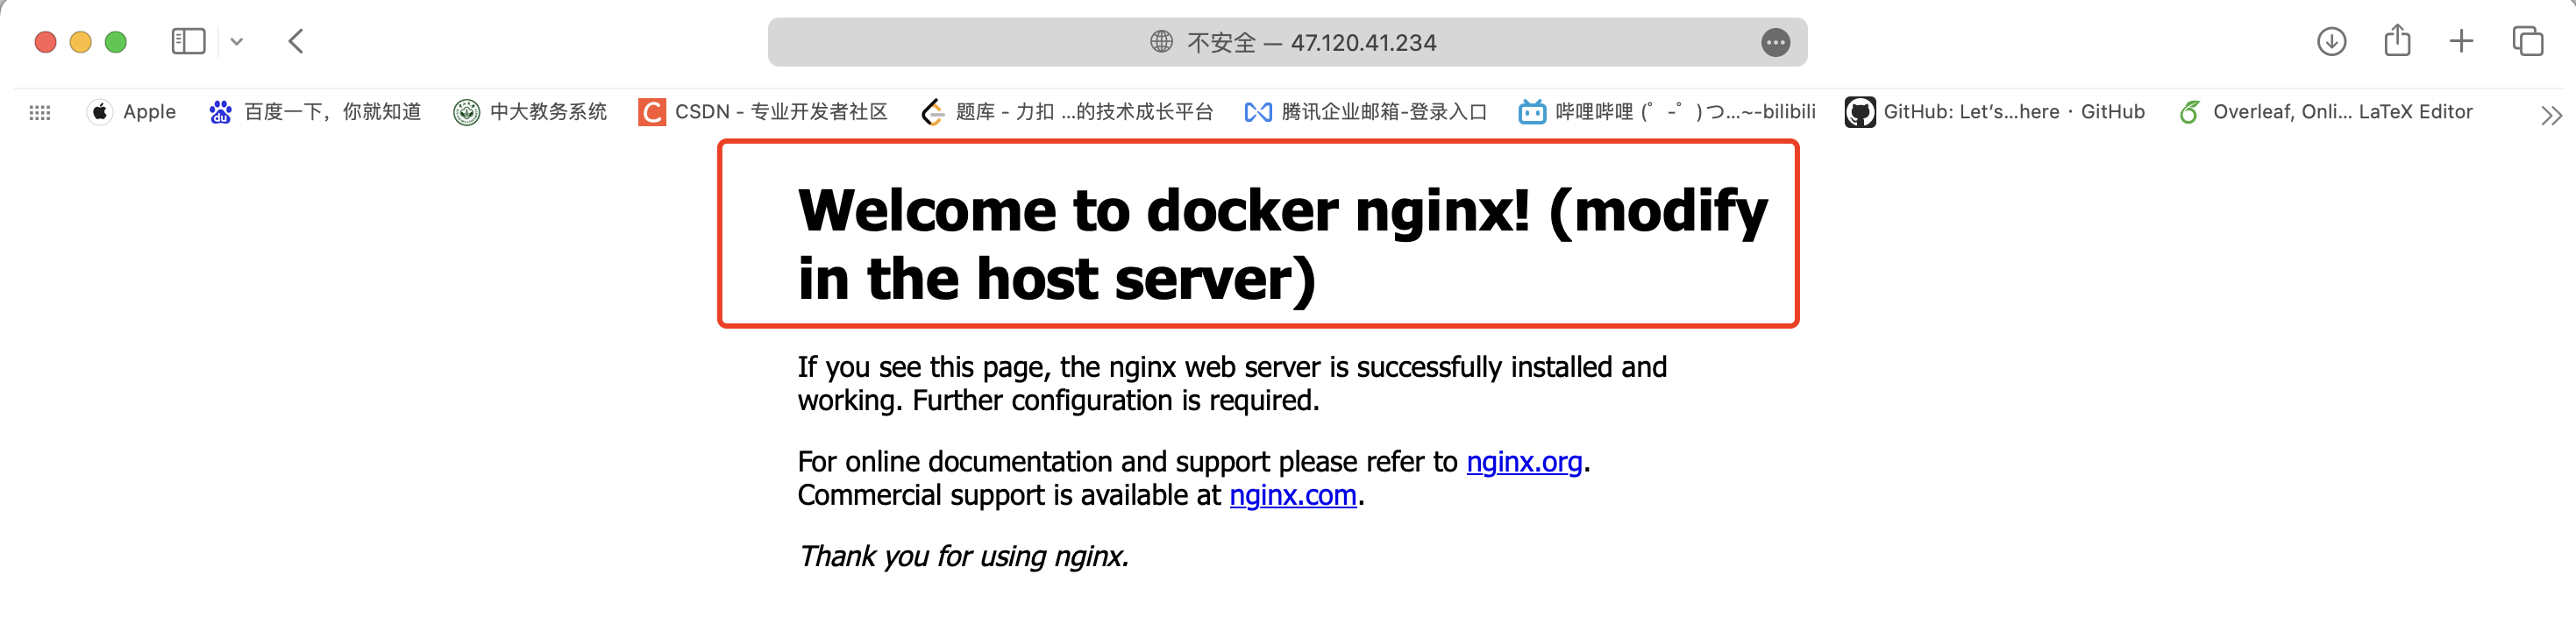 不安全 — 47.120.41.234
Apple 百度一下，你就知道 中大教务系统 CSDN - 专业开发者社区 题库 - 力扣 ...的技术成长平台 腾讯企业邮箱-登录入口 哔哩哔哩 (゜-゜)つ...~--bilibili GitHub: Let's...here · GitHub Overleaf, Onli... LaTeX Editor
Welcome to docker nginx! (modify
in the host server)
If you see this page, the nginx web server is successfully installed and
working. Further configuration is required.
For online documentation and support please refer to nginx.org.
Commercial support is available at nginx.com.
Thank you for using nginx.